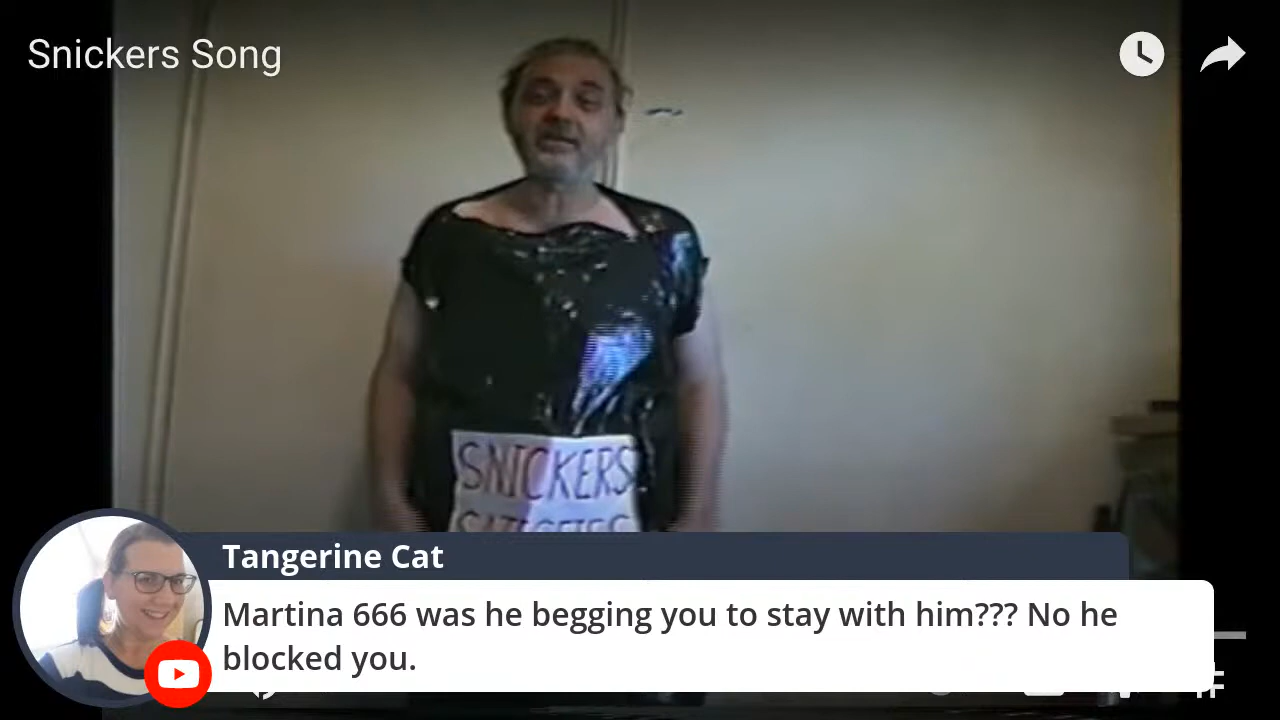 Snickers Song
SNICKERS
SATISFIES
Tangerine Cat
Martina 666 was he begging you to stay with him??? No he
blocked you.